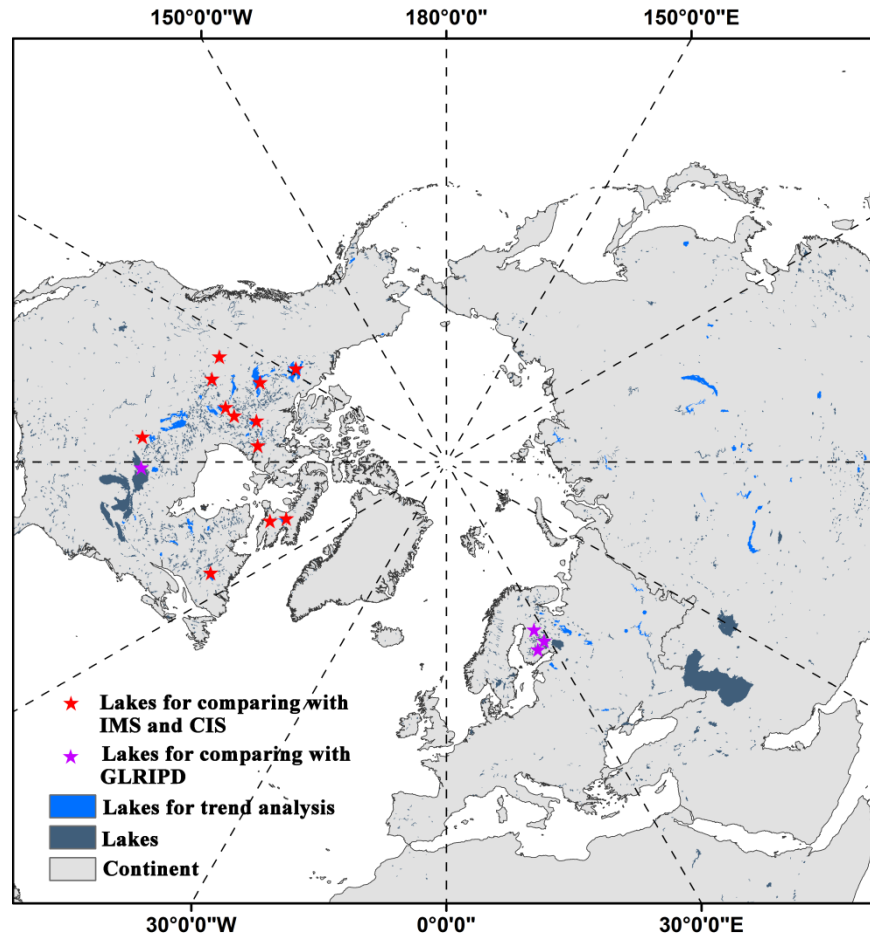 150°0'0"W 180°0'0" 150°0'0"E
Lakes for comparing with
IMS and CIS
Lakes for comparing with
GLRIPD
Lakes for trend analysis
Lakes
Continent
30°0'0"W 0°0'0" 30°0'0"E